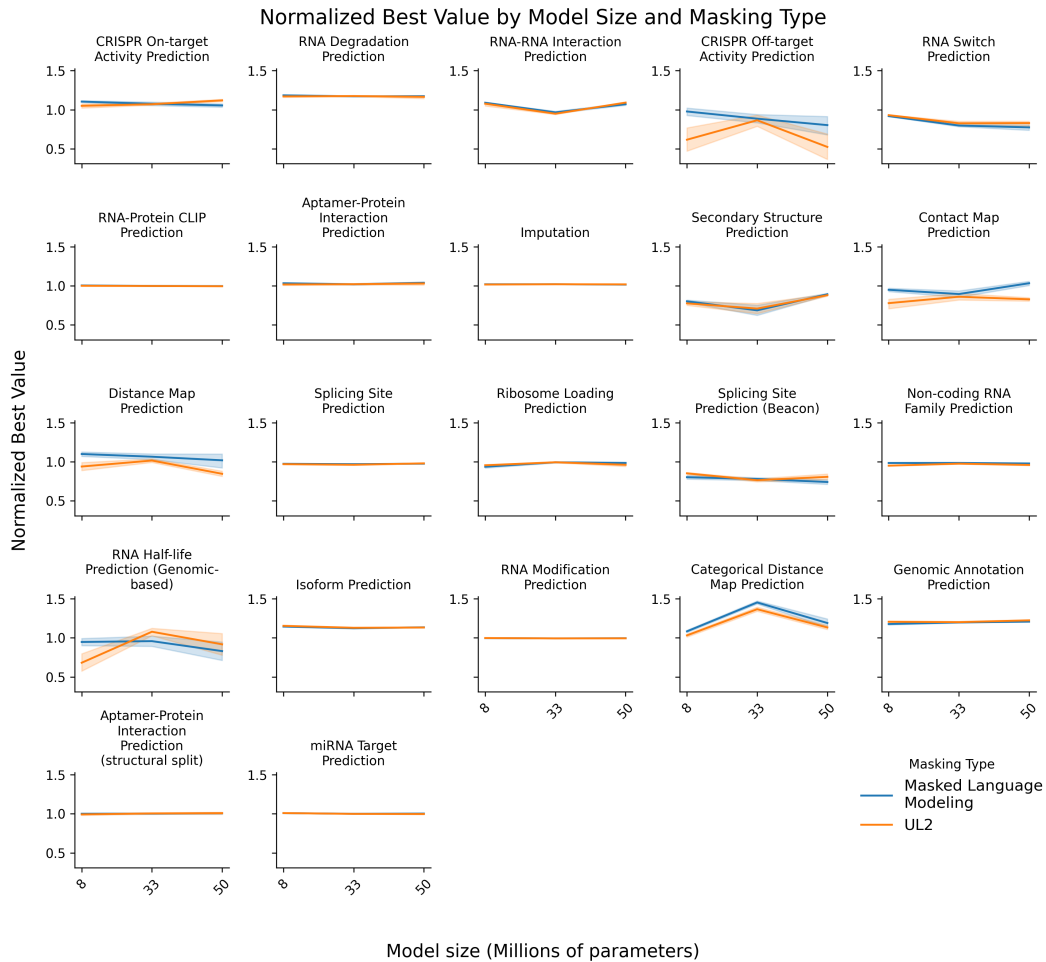 Normalized Best Value by Model Size and Masking Type
CRISPR On-target
Activity Prediction
RNA Degradation
Prediction
RNA-RNA Interaction
Prediction
CRISPR Off-target
Activity Prediction
RNA Switch
Prediction
1.5
1.0
0.5
1.5
1.5
1.5
1.5
RNA-Protein CLIP
Prediction
Aptamer-Protein
Interaction
Prediction
Imputation
Secondary Structure
Prediction
Contact Map
Prediction
1.5
1.0
0.5
1.5
1.5
1.5
1.5
Normalized Best Value
Distance Map
Prediction
Splicing Site
Prediction
Ribosome Loading
Prediction
Splicing Site
Prediction (Beacon)
Non-coding RNA
Family Prediction
1.5
1.0
0.5
1.5
1.5
1.5
1.5
RNA Half-life
Prediction (Genomic-
based)
Isoform Prediction
RNA Modification
Prediction
Categorical Distance
Map Prediction
Genomic Annotation
Prediction
1.5
1.0
0.5
1.5
1.5
1.5
1.5
8 33 50
8 33 50
8 33 50
Aptamer-Protein
Interaction
Prediction
(structural split)
miRNA Target
Prediction
1.5
1.0
0.5
1.5
8 33 50
8 33 50
Masking Type
Masked Language
Modeling
UL2
Model size (Millions of parameters)